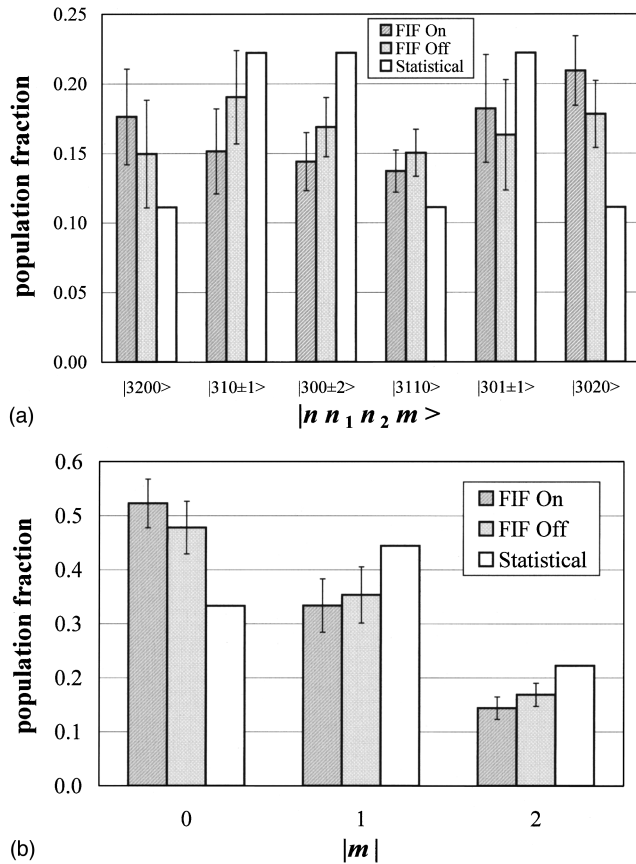 0.25
0.20
0.15
0.10
0.05
0.00
population fraction
FIF On
FIF Off
Statistical
|3200> |310±1> |300±2> |3110> |301±1> |3020>
(a)
|n n1 n2 m >
0.6
0.5
0.4
0.3
0.2
0.1
0.0
population fraction
FIF On
FIF Off
Statistical
0 1 2
(b)
|m|